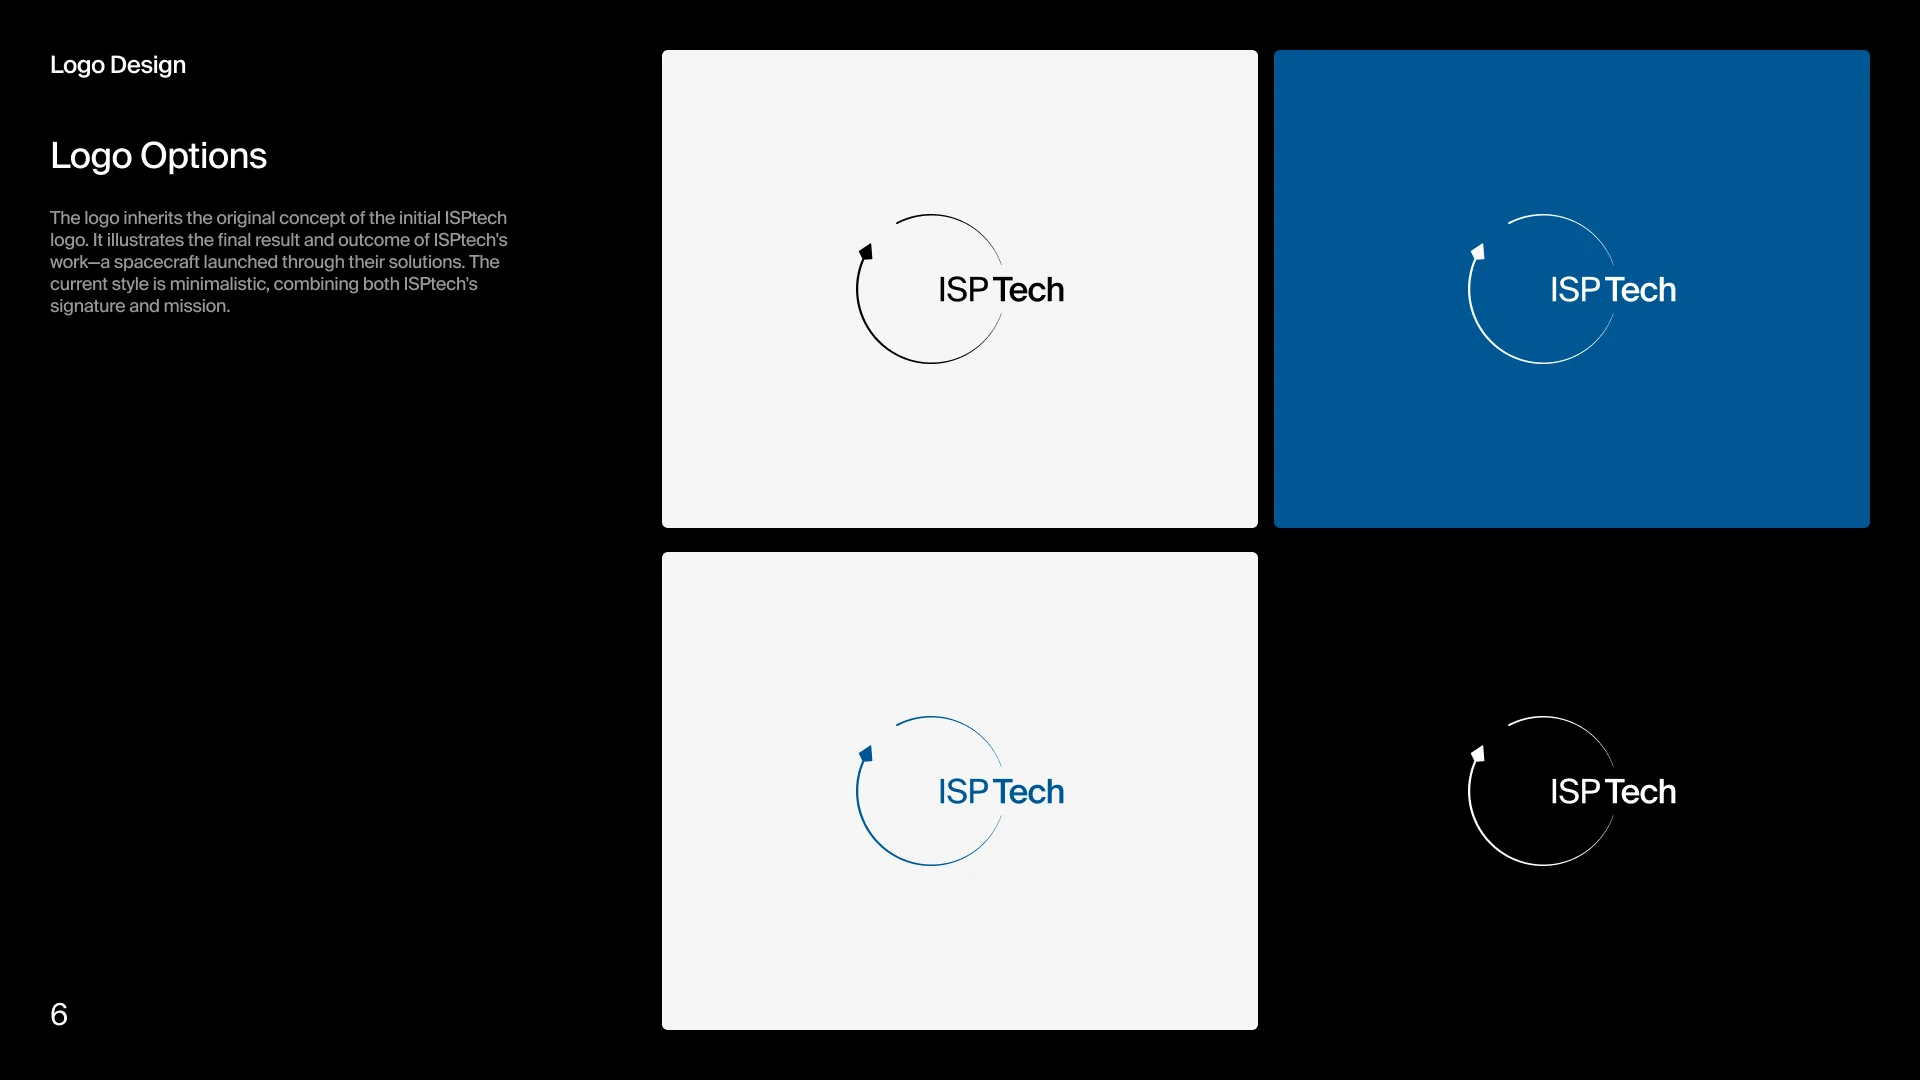 Logo Design
Logo Options
The logo inherits the original concept of the initial ISPtech
logo. It illustrates the final result and outcome of ISPtech's
work—a spacecraft launched through their solutions. The
current style is minimalistic, combining both ISPtech's
signature and mission.
ISP Tech
ISP Tech
ISP Tech
ISP Tech
6